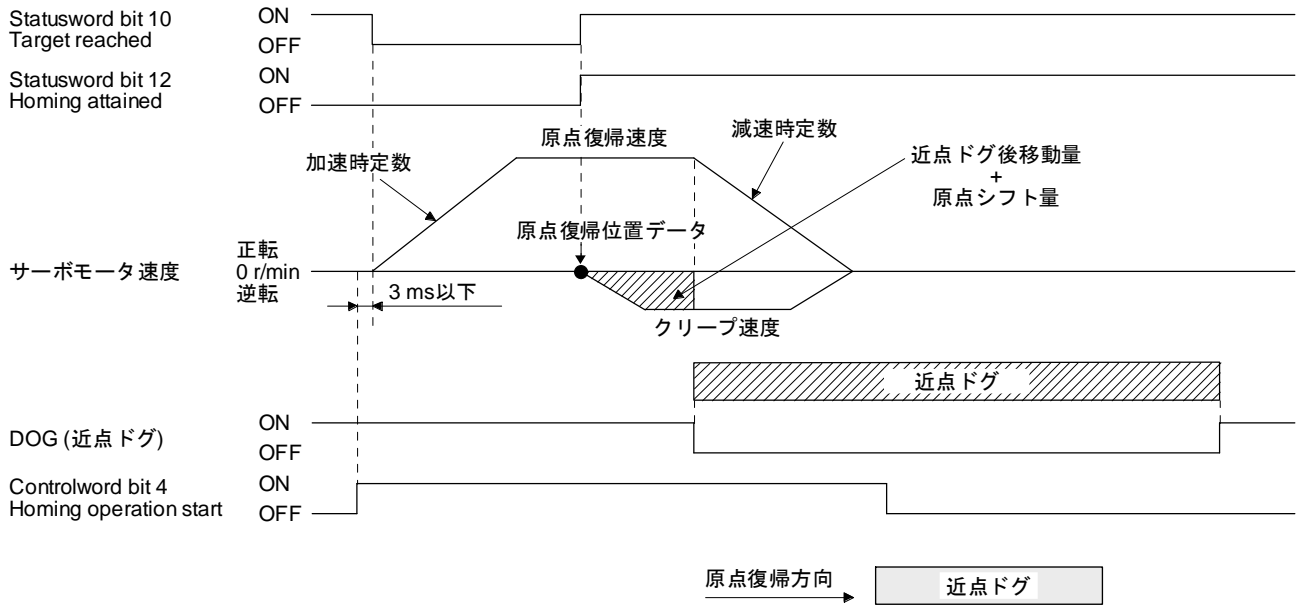 Statusword bit 10
Target reached
ON
OFF
Statusword bit 12
Homing attained
ON
OFF
原点復帰速度
減速時定数
加速時定数
近点ドグ後移動量
+
原点シフト量
原点復帰位置データ
サーボモータ速度
正転
0 r/min
逆転
3 ms以下
クリープ速度
近点ドグ
DOG (近点ドグ)
ON
OFF
Controlword bit 4
Homing operation start
ON
OFF
原点復帰方向
近点ドグ